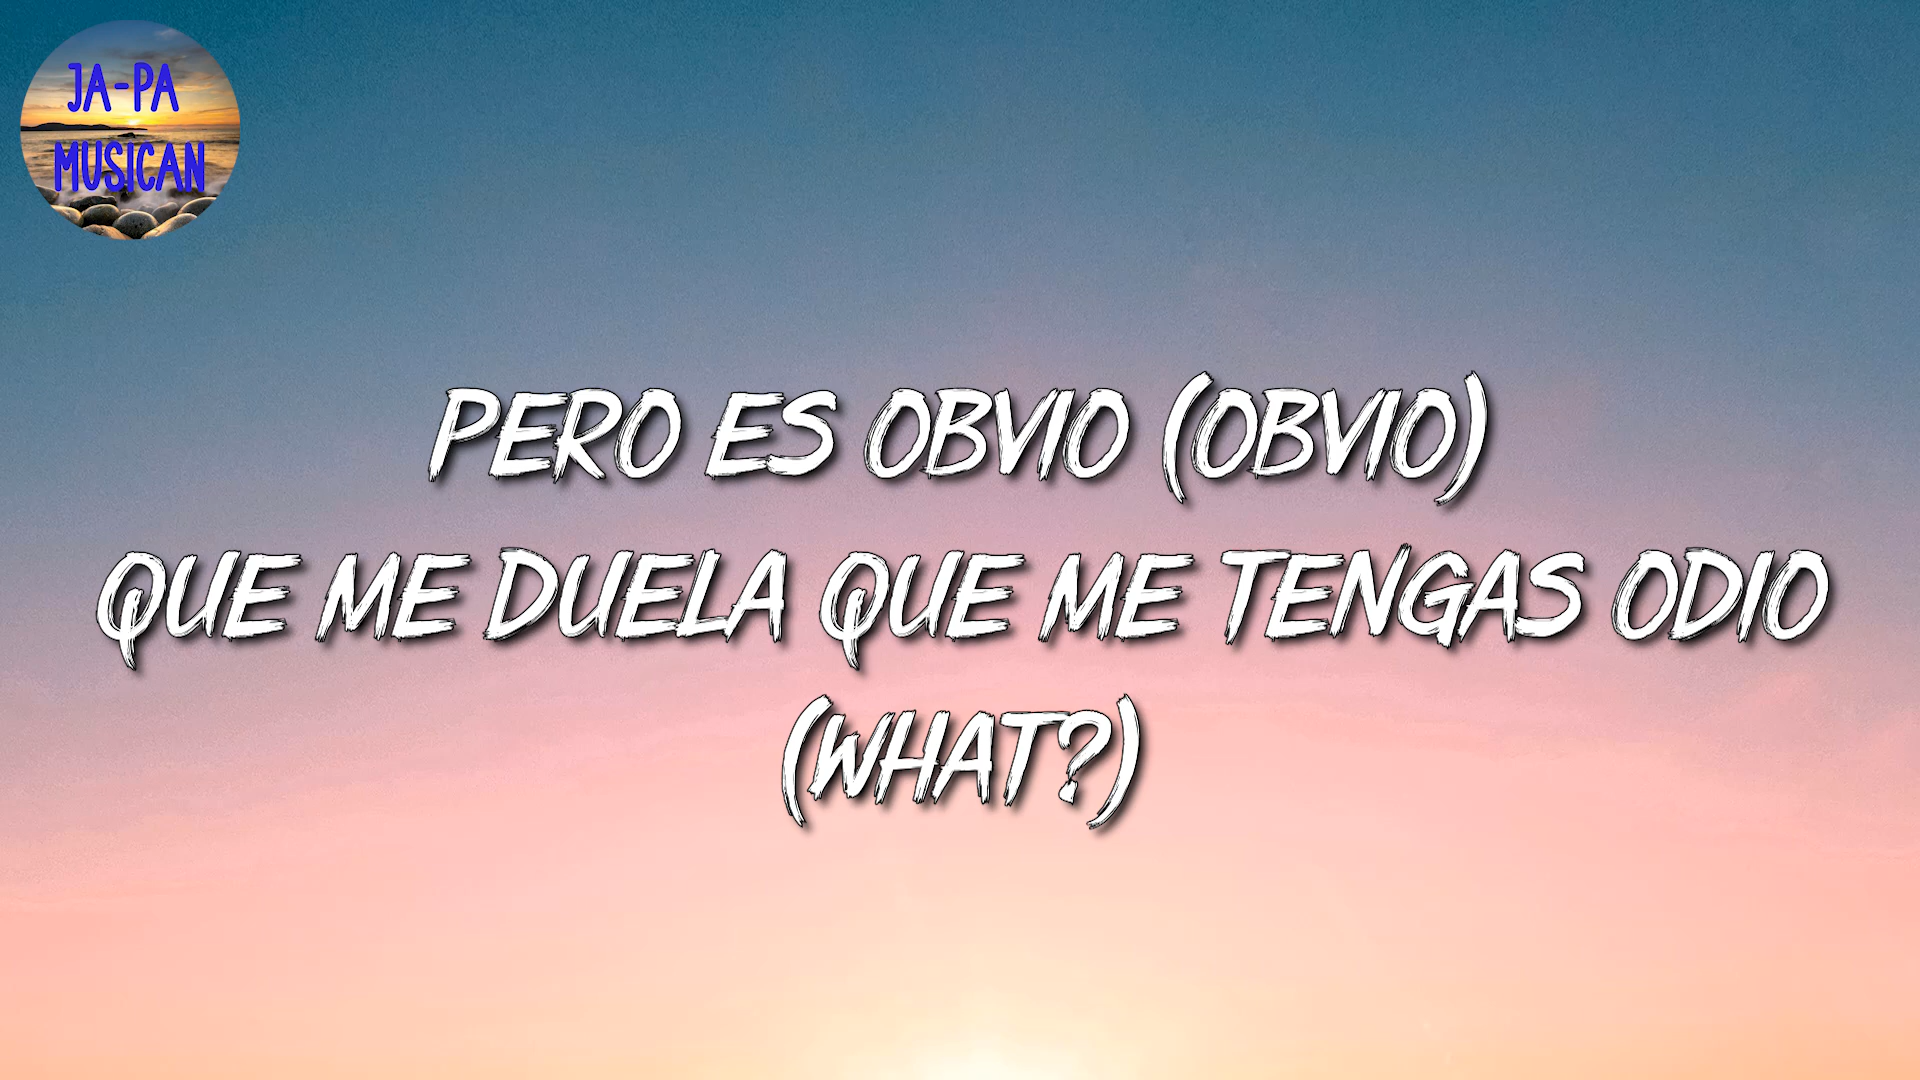 JA-PA
MUSICAN
PERO ES OBVIO (OBVIO)
QUE ME DUELA QUE ME TENGAS ODIO
(WHAT?)